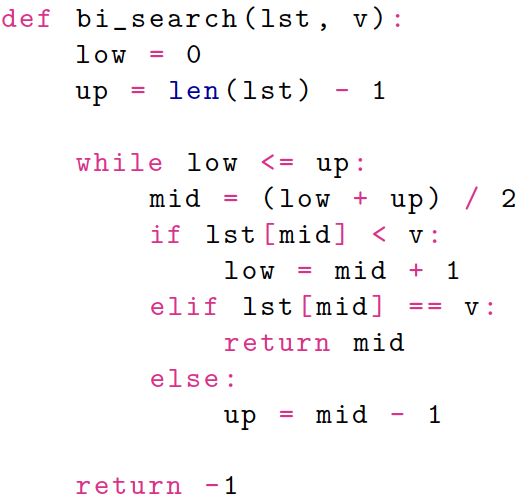 def bi_search(lst, v):
    low = 0
    up = len(lst) - 1

    while low <= up:
        mid = (low + up) / 2
        if lst[mid] < v:
            low = mid + 1
        elif lst[mid] == v:
            return mid
        else:
            up = mid - 1

    return -1